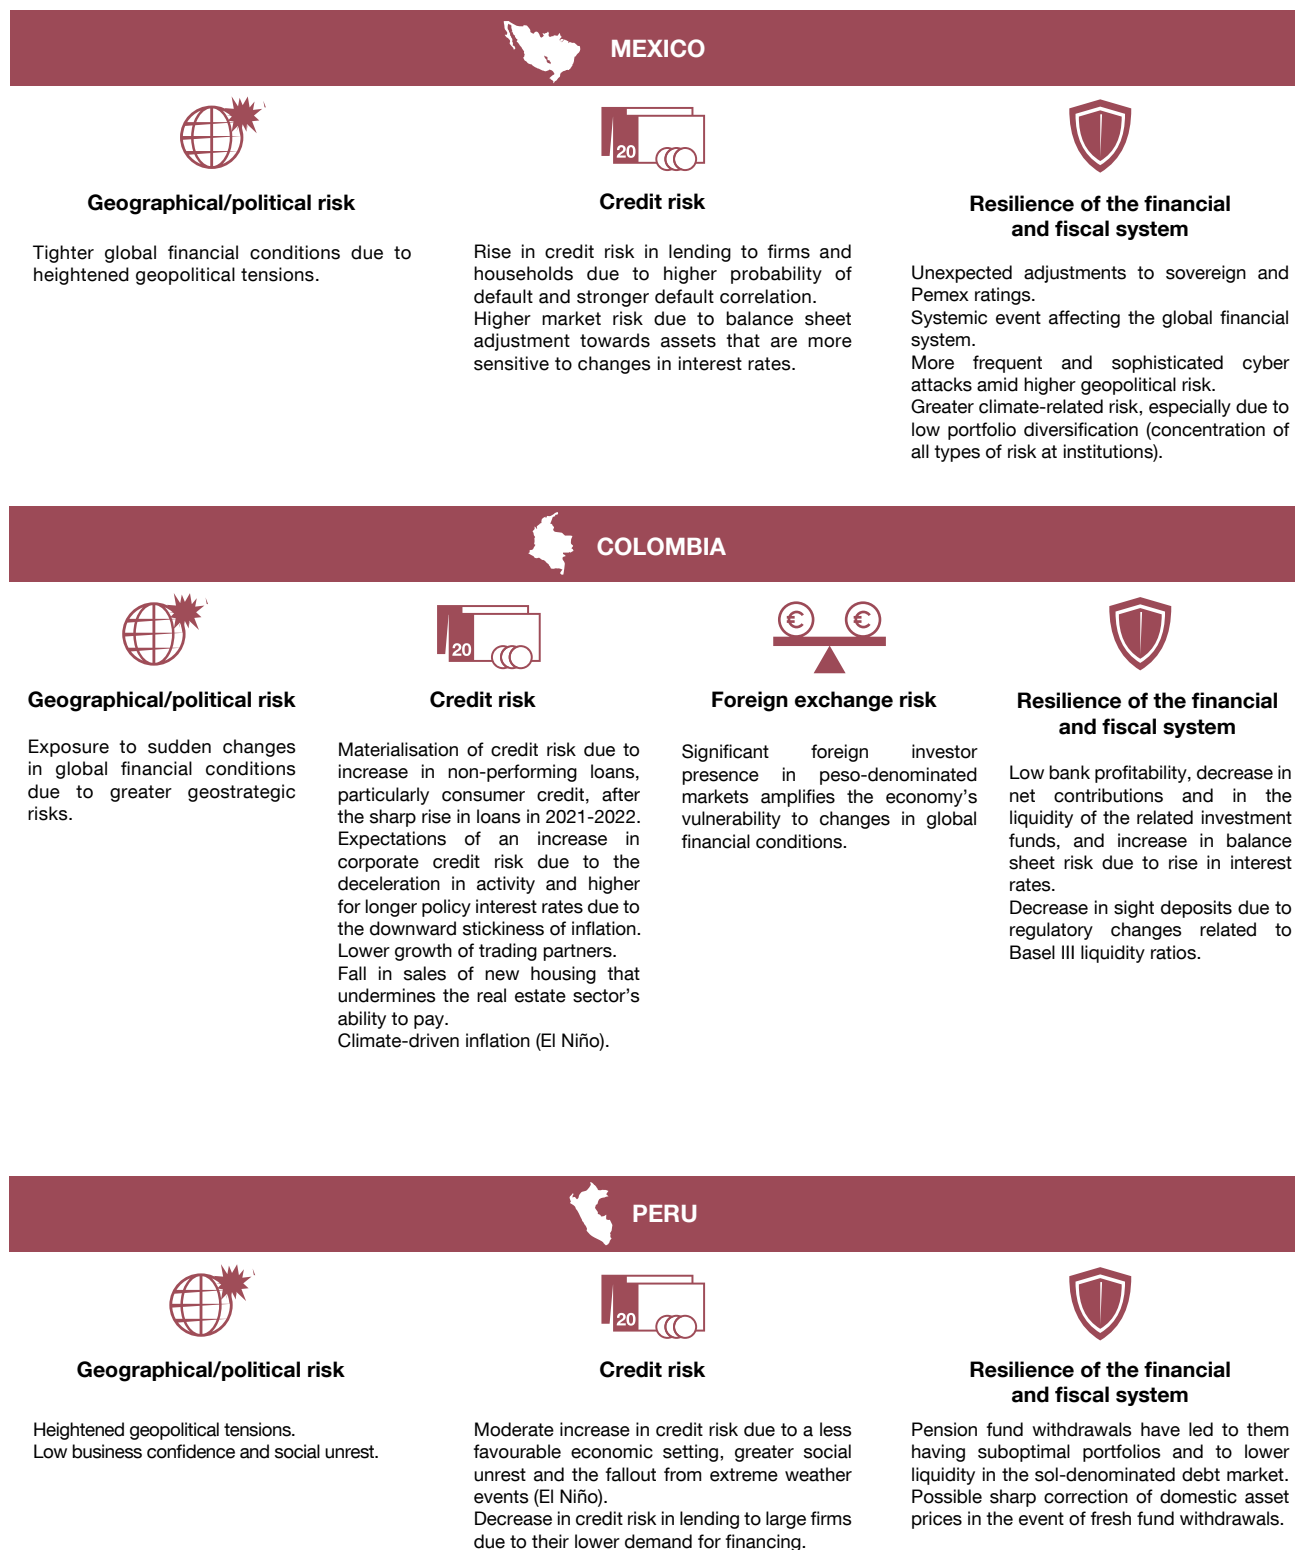 MEXICO
20
Geographical/political risk
Tighter global financial conditions due to
heightened geopolitical tensions.
Credit risk
Rise in credit risk in lending to firms and
households due to higher probability of
default and stronger default correlation.
Higher market risk due to balance sheet
adjustment towards assets that are more
sensitive to changes in interest rates.
Resilience of the financial
and fiscal system
Unexpected adjustments to sovereign and
Pemex ratings.
Systemic event affecting the global financial
system.
More frequent and sophisticated cyber
attacks amid higher geopolitical risk.
Greater climate-related risk, especially due to
low portfolio diversification (concentration of
all types of risk at institutions).
COLOMBIA
20
€ €
Geographical/political risk
Exposure to sudden changes
in global financial conditions
due to greater geostrategic
risks.
Credit risk
Materialisation of credit risk due to
increase in non-performing loans,
particularly consumer credit, after
the sharp rise in loans in 2021-2022.
Expectations of an increase in
corporate credit risk due to the
deceleration in activity and higher
for longer policy interest rates due to
the downward stickiness of inflation.
Lower growth of trading partners.
Fall in sales of new housing that
undermines the real estate sector's
ability to pay.
Climate-driven inflation (El Niño).
Foreign exchange risk
Significant foreign investor
presence in peso-denominated
markets amplifies the economy's
vulnerability to changes in global
financial conditions.
Resilience of the financial
and fiscal system
Low bank profitability, decrease in
net contributions and in the
liquidity of the related investment
funds, and increase in balance
sheet risk due to rise in interest
rates.
Decrease in sight deposits due to
regulatory changes related to
Basel III liquidity ratios.
PERU
20
Geographical/political risk
Heightened geopolitical tensions.
Low business confidence and social unrest.
Credit risk
Moderate increase in credit risk due to a less
favourable economic setting, greater social
unrest and the fallout from extreme weather
events (El Niño).
Decrease in credit risk in lending to large firms
due to their lower demand for financing.
Resilience of the financial
and fiscal system
Pension fund withdrawals have led to them
having suboptimal portfolios and to lower
liquidity in the sol-denominated debt market.
Possible sharp correction of domestic asset
prices in the event of fresh fund withdrawals.